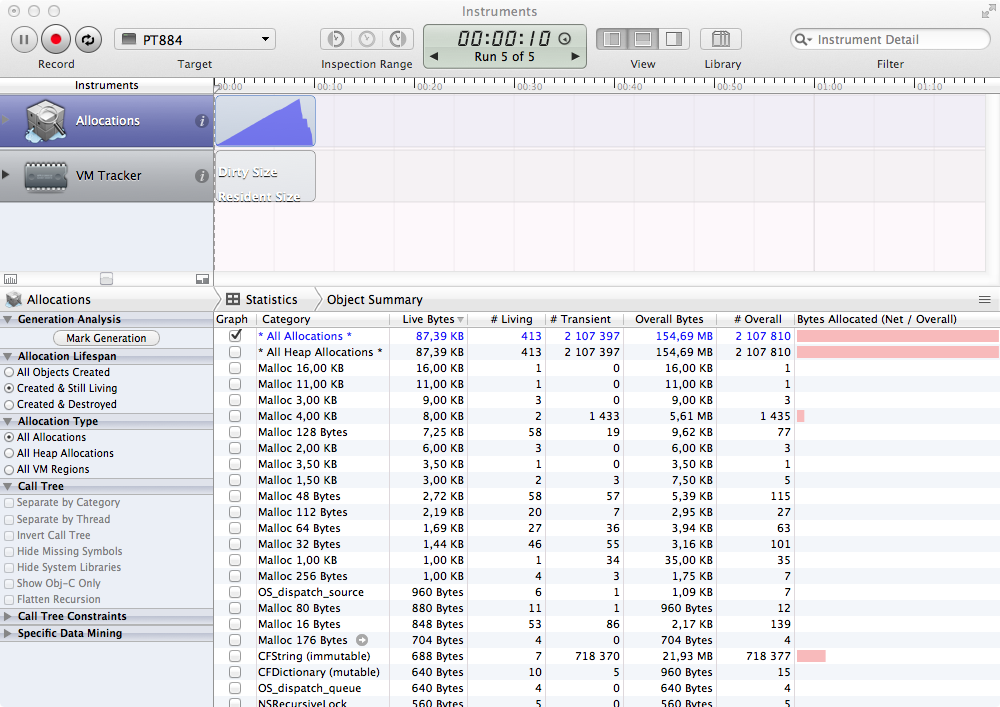 Instruments
PT884
00:00:10
Run 5 of 5
Instrument Detail
Record Target Inspection Range View Library Filter
Instruments
00:00 00:10 00:20 00:30 00:40 00:50 01:00 01:10
Allocations
VM Tracker
Dirty Size
Resident Size
Allocations
Generation Analysis
Mark Generation
Allocation Lifespan
All Objects Created
Created & Still Living
Created & Destroyed
Allocation Type
All Allocations
All Heap Allocations
All VM Regions
Call Tree
Separate by Category
Separate by Thread
Invert Call Tree
Hide Missing Symbols
Hide System Libraries
Show Obj-C Only
Flatten Recursion
Call Tree Constraints
Specific Data Mining
Statistics Object Summary
Graph Category Live Bytes # Living # Transient Overall Bytes # Overall Bytes Allocated (Net / Overall)
* All Allocations * 87,39 KB 413 2 107 397 154,69 MB 2 107 810
* All Heap Allocations * 87,39 KB 413 2 107 397 154,69 MB 2 107 810
Malloc 16,00 KB 16,00 KB 1 0 16,00 KB 1
Malloc 11,00 KB 11,00 KB 1 0 11,00 KB 1
Malloc 3,00 KB 9,00 KB 3 0 9,00 KB 3
Malloc 4,00 KB 8,00 KB 2 1 433 5,61 MB 1 435
Malloc 128 Bytes 7,25 KB 58 19 9,62 KB 77
Malloc 2,00 KB 6,00 KB 3 0 6,00 KB 3
Malloc 3,50 KB 3,50 KB 1 0 3,50 KB 1
Malloc 1,50 KB 3,00 KB 2 3 7,50 KB 5
Malloc 48 Bytes 2,72 KB 58 57 5,39 KB 115
Malloc 112 Bytes 2,19 KB 20 7 2,95 KB 27
Malloc 64 Bytes 1,69 KB 27 36 3,94 KB 63
Malloc 32 Bytes 1,44 KB 46 55 3,16 KB 101
Malloc 1,00 KB 1,00 KB 1 34 35,00 KB 35
Malloc 256 Bytes 1,00 KB 4 3 1,75 KB 7
OS_dispatch_source 960 Bytes 6 1 1,09 KB 7
Malloc 80 Bytes 880 Bytes 11 1 960 Bytes 12
Malloc 16 Bytes 848 Bytes 53 86 2,17 KB 139
Malloc 176 Bytes 704 Bytes 4 0 704 Bytes 4
CFString (immutable) 688 Bytes 7 718 370 21,93 MB 718 377
CFDictionary (mutable) 640 Bytes 10 5 960 Bytes 15
OS_dispatch_queue 640 Bytes 4 0 640 Bytes 4
NSRecursiveLock 560 Bytes 5 0 560 Bytes 5